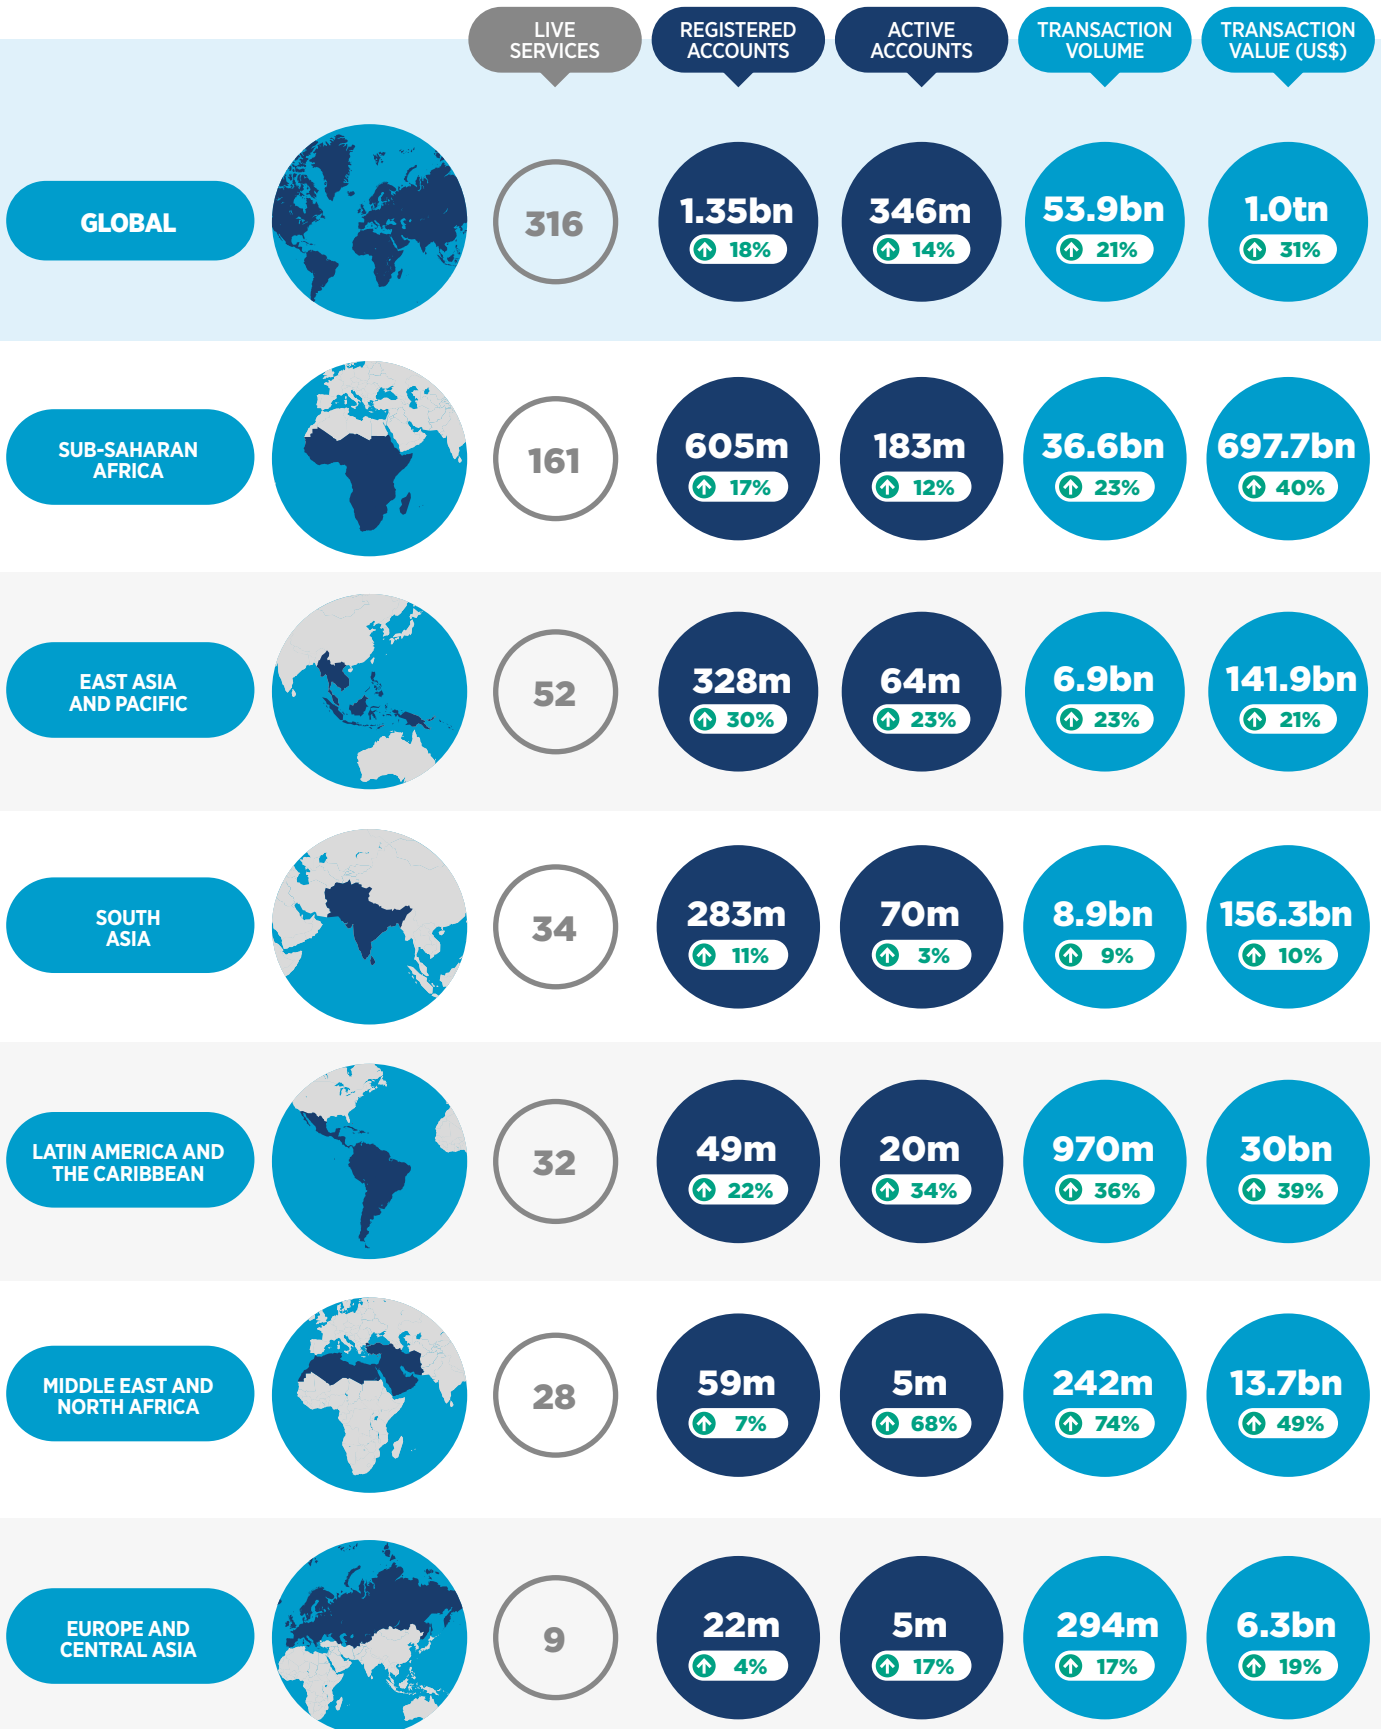 LIVE
SERVICES
REGISTERED
ACCOUNTS
ACTIVE
ACCOUNTS
TRANSACTION
VOLUME
TRANSACTION
VALUE (US$)
GLOBAL
316
1.35bn
18%
346m
14%
53.9bn
21%
1.0tn
31%
SUB-SAHARAN
AFRICA
161
605m
17%
183m
12%
36.6bn
23%
697.7bn
40%
EAST ASIA
AND PACIFIC
52
328m
30%
64m
23%
6.9bn
23%
141.9bn
21%
SOUTH
ASIA
34
283m
11%
70m
3%
8.9bn
9%
156.3bn
10%
LATIN AMERICA AND
THE CARIBBEAN
32
49m
22%
20m
34%
970m
36%
30bn
39%
MIDDLE EAST AND
NORTH AFRICA
28
59m
7%
5m
68%
242m
74%
13.7bn
49%
EUROPE AND
CENTRAL ASIA
9
22m
4%
5m
17%
294m
17%
6.3bn
19%